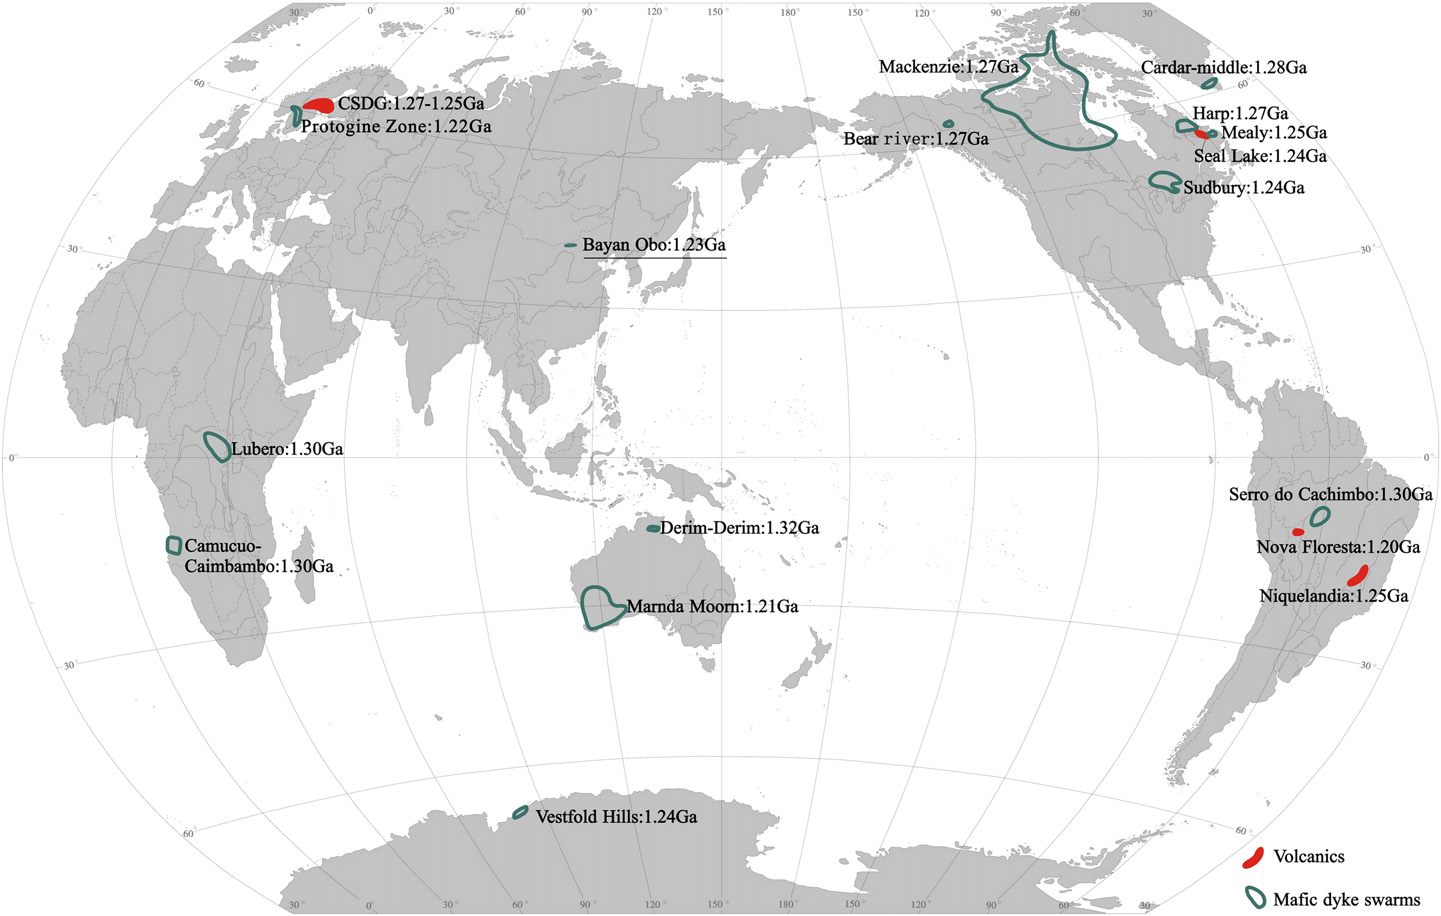 30° 0° 30 60 90 120 150 180 150 120 90 60 30°
60°
60°
Mackenzie:1.27Ga
Cardar-middle:1.28Ga
CSDG:1.27-1.25Ga
Protogine Zone:1.22Ga
Harp:1.27Ga
Mealy:1.25Ga
Bear river:1.27Ga
Seal Lake:1.24Ga
Sudbury:1.24Ga
Bayan Obo:1.23Ga
30°
30°
Lubero:1.30Ga
0°
0°
Serro do Cachimbo:1.30Ga
Derim-Derim:1.32Ga
Camucuo-
Caimbambo:1.30Ga
Nova Floresta:1.20Ga
Niquelandia:1.25Ga
Marnda Moorn:1.21Ga
30°
30°
Vestfold Hills:1.24Ga
60°
60°
Volcanics
Mafic dyke swarms
30° 0° 30 60 90 120 150 180 150 120 90 60 30°